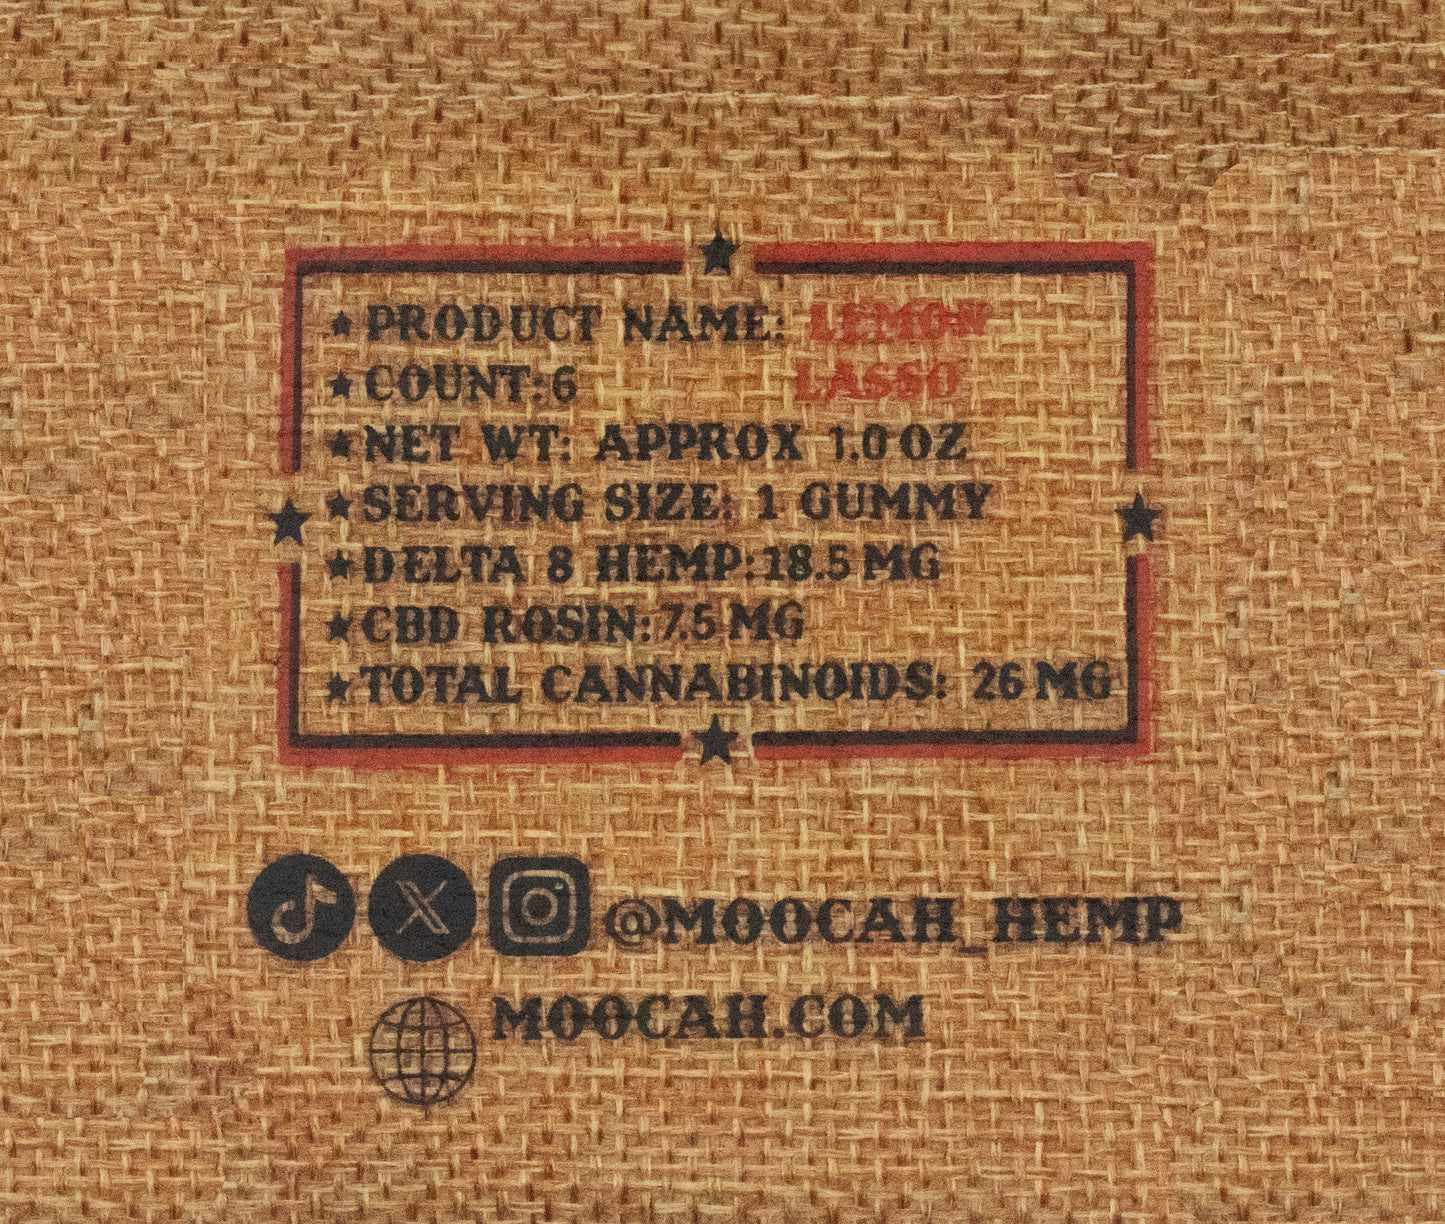 PRODUCT NAME: LEMON
COUNT:6 LASSO
NET WT: APPROX 1.0 OZ
SERVING SIZE: 1 GUMMY
DELTA 8 HEMP:18.5 MG
CBD ROSIN:7.5 MG
TOTAL CANNABINOIDS: 26 MG
@MOOCAH_HEMP
MOOCAH.COM